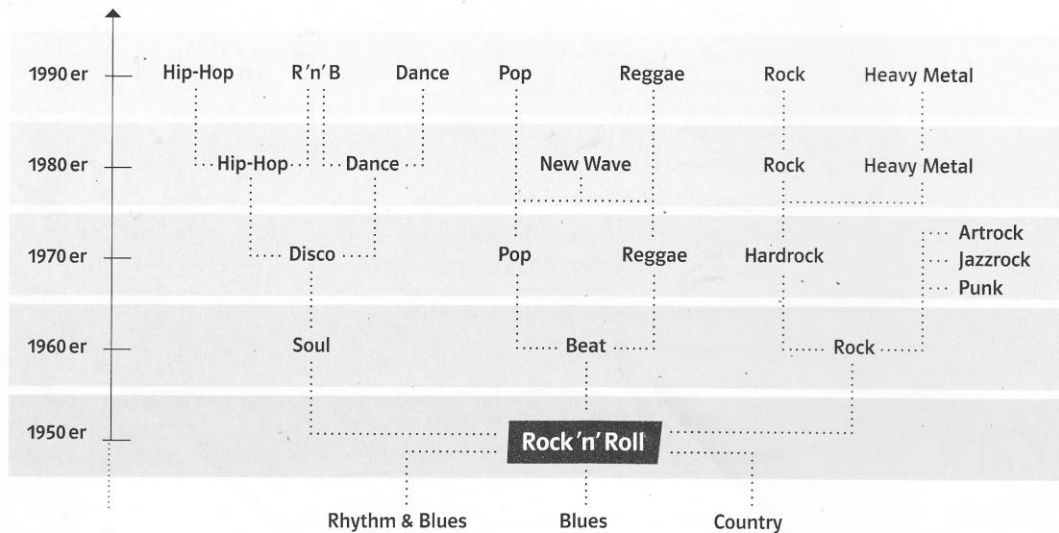 1990er Hip-Hop R'n'B Dance Pop Reggae Rock Heavy Metal
1980er Hip-Hop Dance New Wave Rock Heavy Metal
Artrock
1970er Disco Pop Reggae Hardrock Jazzrock
Punk
1960er Soul Beat Rock
1950er Rock'n'Roll
Rhythm & Blues Blues Country